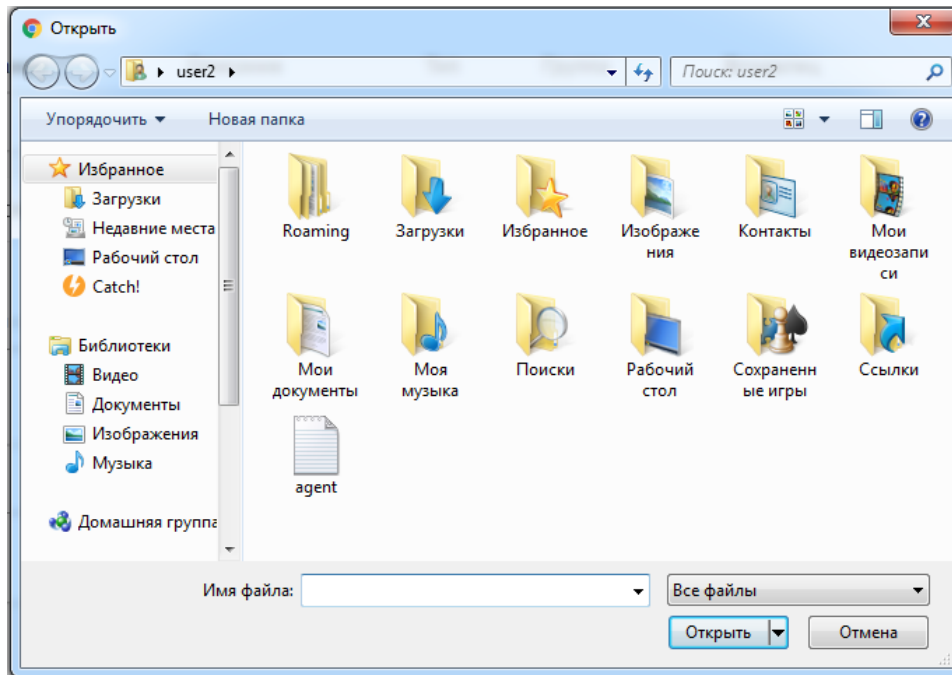 Открыть
user2
Поиск: user2
Упорядочить
Новая папка
Избранное
Загрузки
Недавние места
Рабочий стол
Catch!
Библиотеки
Видео
Документы
Изображения
Музыка
Домашняя группа
Roaming
Загрузки
Избранное
Изображе
ния
Контакты
Мои
видеозапи
си
Мои
документы
Моя
музыка
Поиски
Рабочий
стол
Сохраненн
ые игры
Ссылки
agent
Имя файла:
Все файлы
Открыть
Отмена